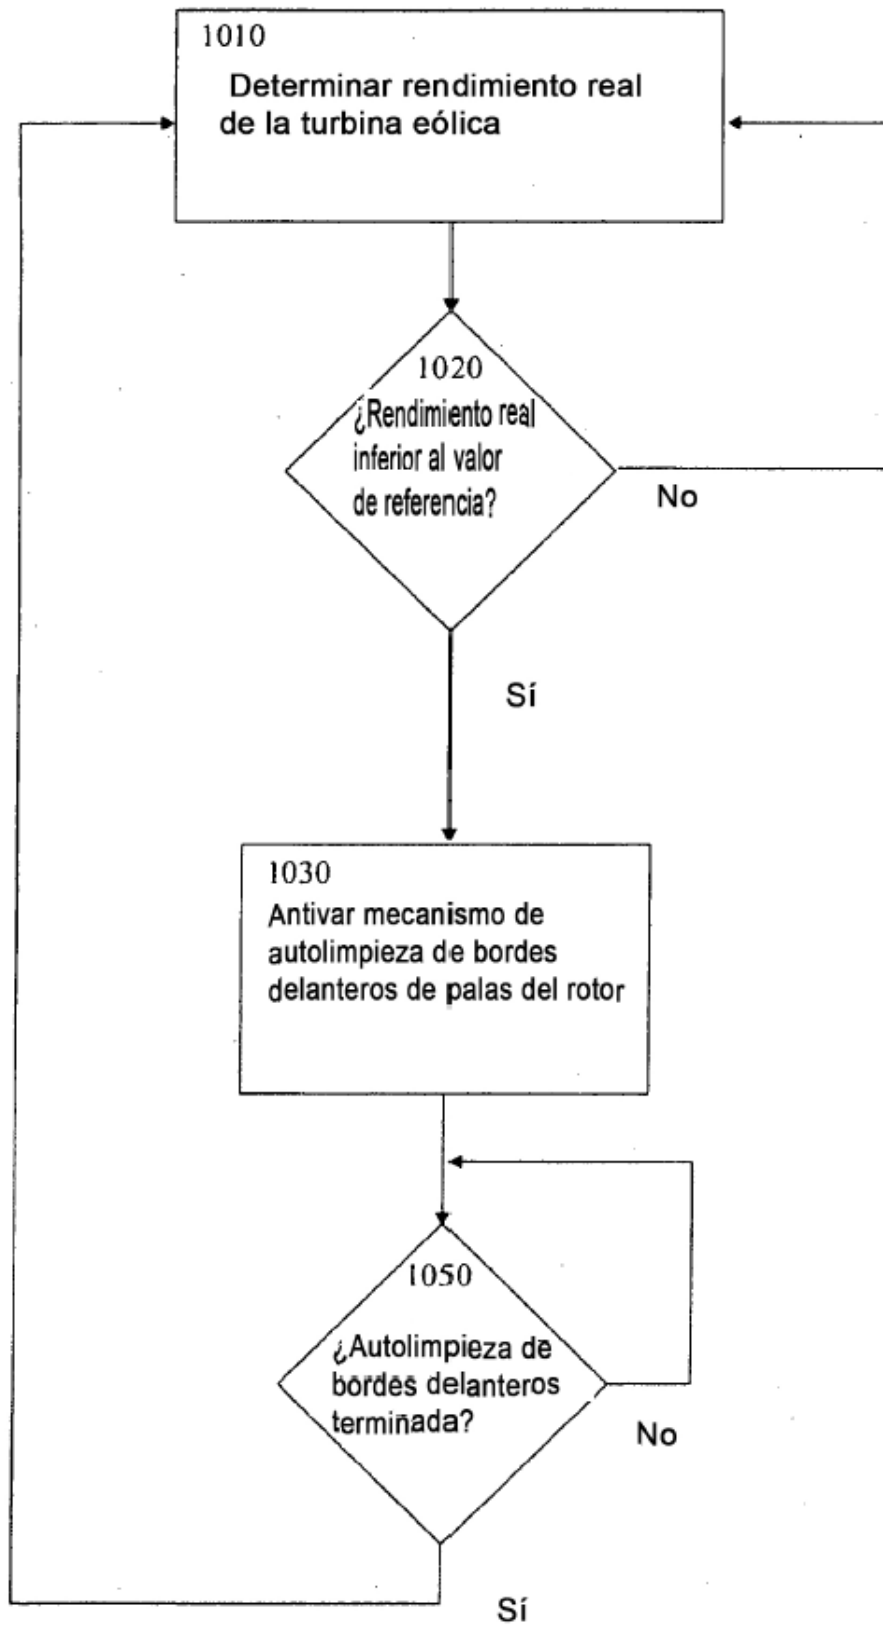 1010
Determinar rendimiento real
de la turbina eólica
1020
¿Rendimiento real
inferior al valor
de referencia?
No
Sí
1030
Antivar mecanismo de
autolimpieza de bordes
delanteros de palas del rotor
1050
¿Autolimpieza de
bordes delanteros
terminada?
No
Sí